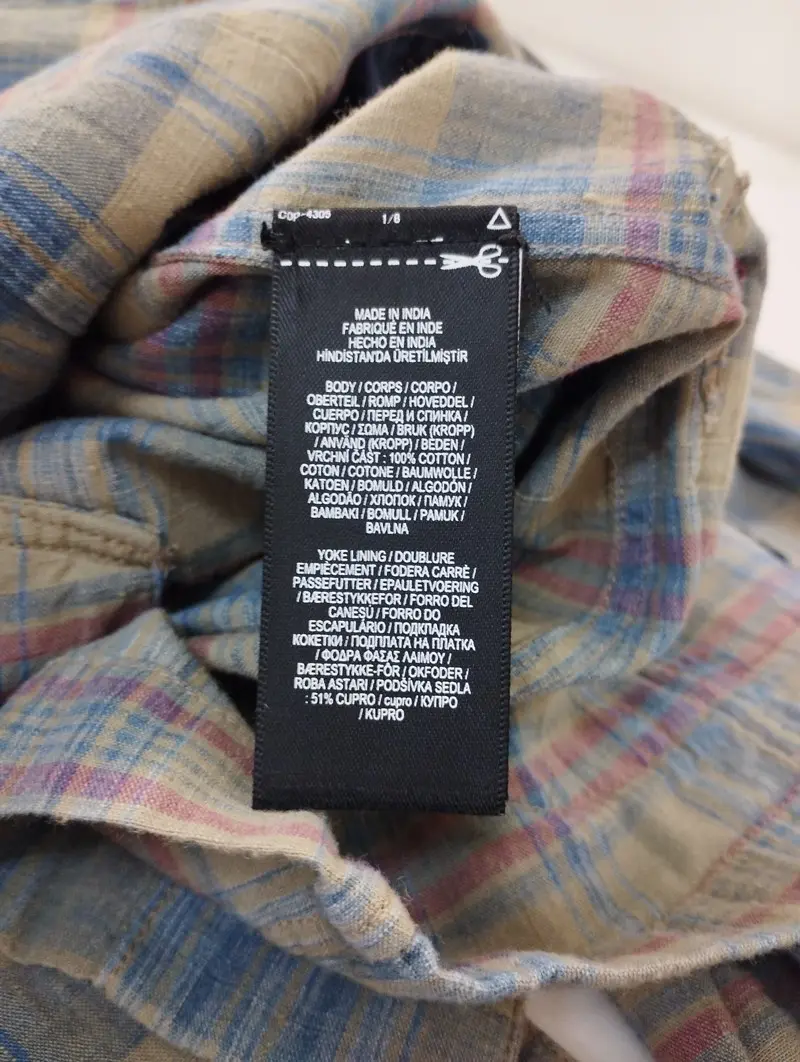 COD-4305 1/8
MADE IN INDIA
FABRIQUÉ EN INDE
HECHO EN INDIA
HİNDİSTAN'DA ÜRETİLMİŞTİR
BODY / CORPS / CORPO /
OBERTEIL / ROMP / HOVEDDEL /
CUERPO / ПЕРЕД И СПИНКА /
КОРПУС / ΣΩΜΑ / BRUK (KROPP)
/ ANVÄND (KROPP) / BEDEN /
VRCHNÍ ČÁST : 100% COTTON /
COTON / COTONE / BAUMWOLLE /
KATOEN / BOMULD / ALGODÓN /
ALGODÃO / ХЛОПОК / ПАМУК /
ΒΑΜΒΑΚΙ / BOMULL / PAMUK /
BAVLNA
YOKE LINING / DOUBLURE
EMPIÈCEMENT / FODERA CARRÈ /
PASSEFUTTER / EPAULETVOERING
/ BÆRESTYKKEFOR / FORRO DEL
CANESÚ / FORRO DO
ESCAPULÁRIO / ПОДКЛАДКА
КОКЕТКИ / ПОДПЛАТА НА ПЛАТКА
/ ΦΟΔΡΑ ΦΑΣΑΣ ΛΑΙΜΟΥ /
BÆRESTYKKE-FÔR / OKFODER /
ROBA ASTARI / PODŠÍVKA SEDLA
: 51% CUPRO / cupro / КУПРО
/ KUPRO